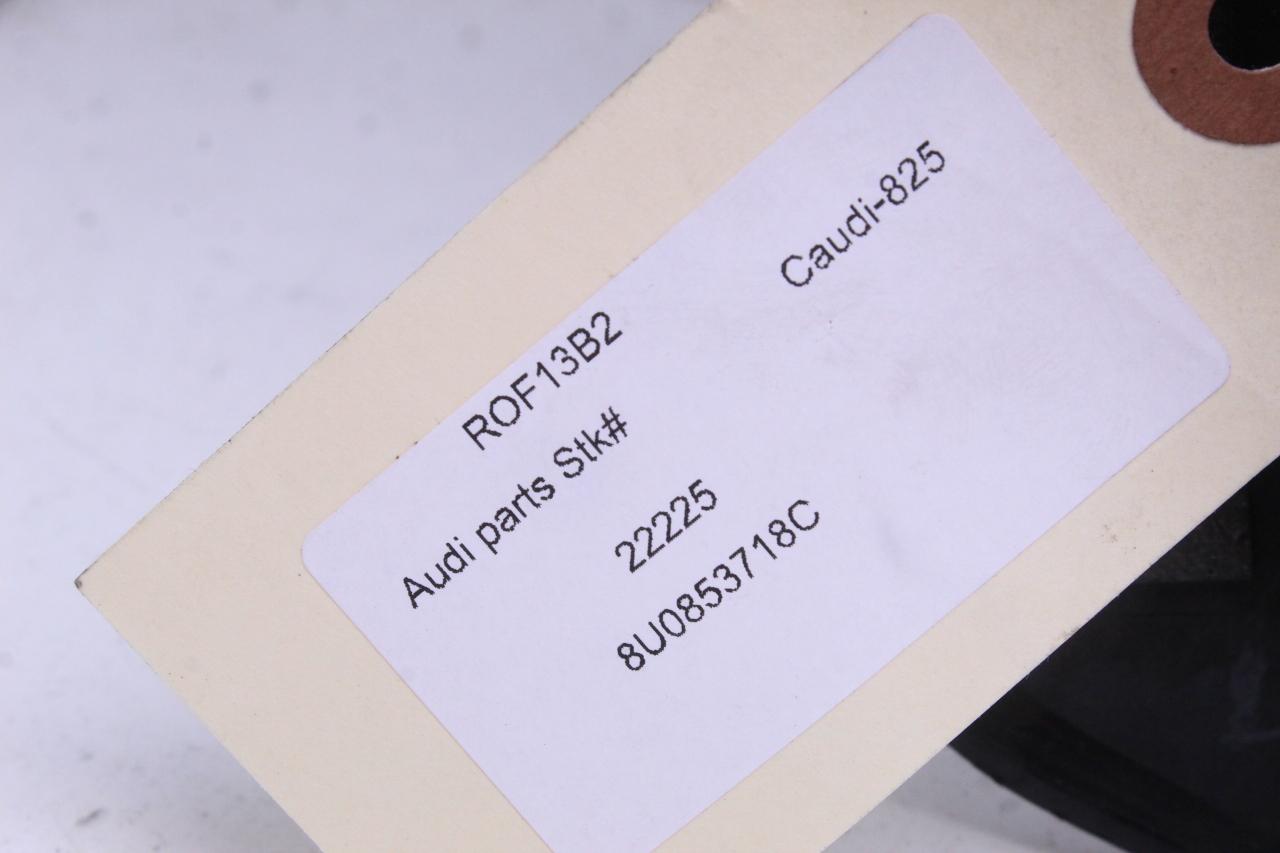 Caudi-825
ROF13B2
Audi parts Stk#
22225
8U0853718C